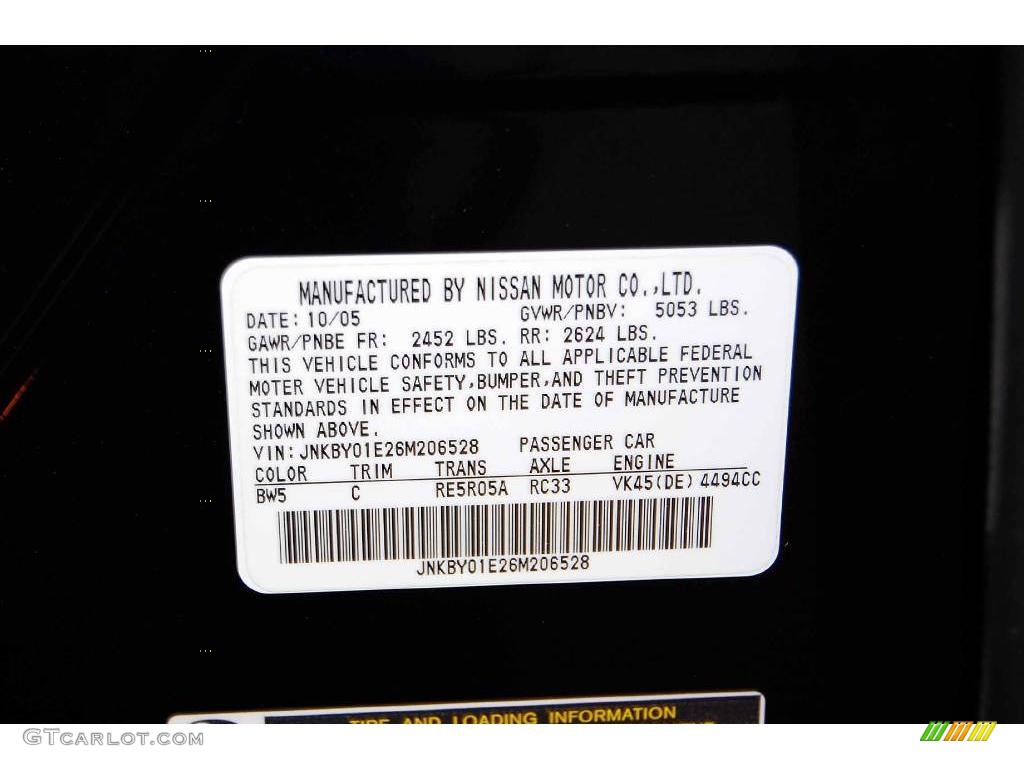 MANUFACTURED BY NISSAN MOTOR CO.,LTD.
DATE: 10/05 GVWR/PNBV: 5053 LBS.
GAWR/PNBE FR: 2452 LBS. RR: 2624 LBS.
THIS VEHICLE CONFORMS TO ALL APPLICABLE FEDERAL
MOTER VEHICLE SAFETY,BUMPER,AND THEFT PREVENTION
STANDARDS IN EFFECT ON THE DATE OF MANUFACTURE
SHOWN ABOVE.
VIN: JNKBY01E26M206528 PASSENGER CAR
COLOR TRIM TRANS AXLE ENGINE
BW5 C RE5R05A RC33 VK45(DE) 4494CC
JNKBY01E26M206528
TIRE AND LOADING INFORMATION
GTCARLOT.COM